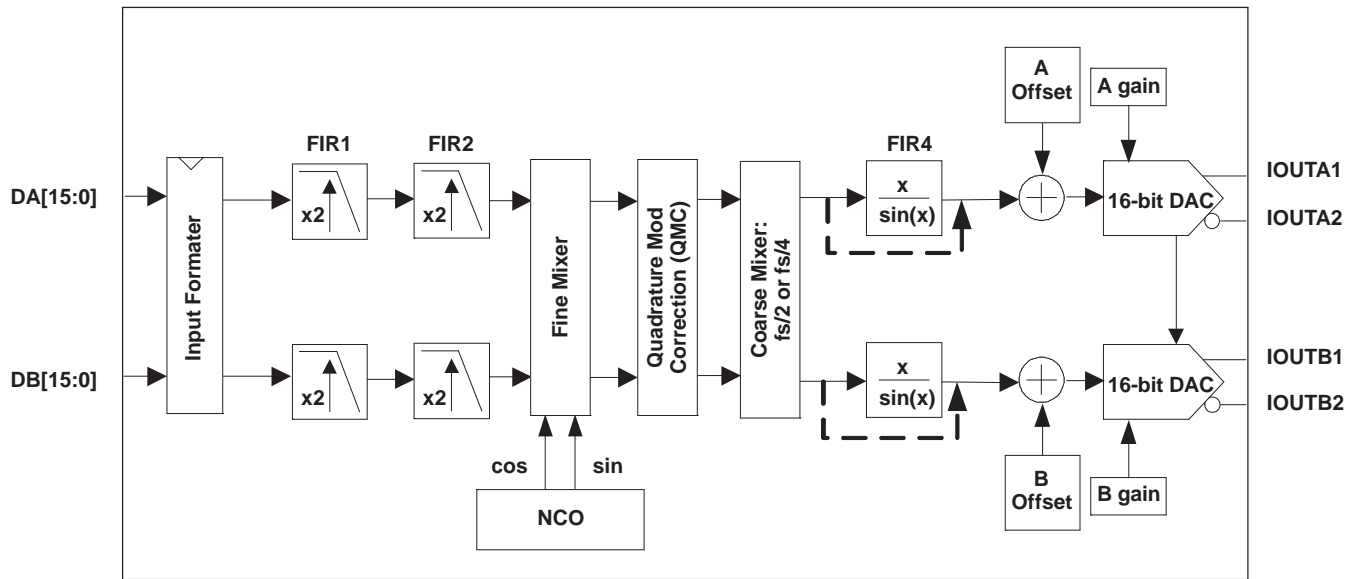 A
Offset
A gain
FIR1
FIR2
FIR4
DA[15:0]
x2
x2
x
sin(x)
16-bit DAC
IOUTA1
IOUTA2
Input Formater
Fine Mixer
Quadrature Mod
Correction (QMC)
Coarse Mixer:
fs/2 or fs/4
DB[15:0]
x2
x2
x
sin(x)
16-bit DAC
IOUTB1
IOUTB2
cos
sin
NCO
B
Offset
B gain